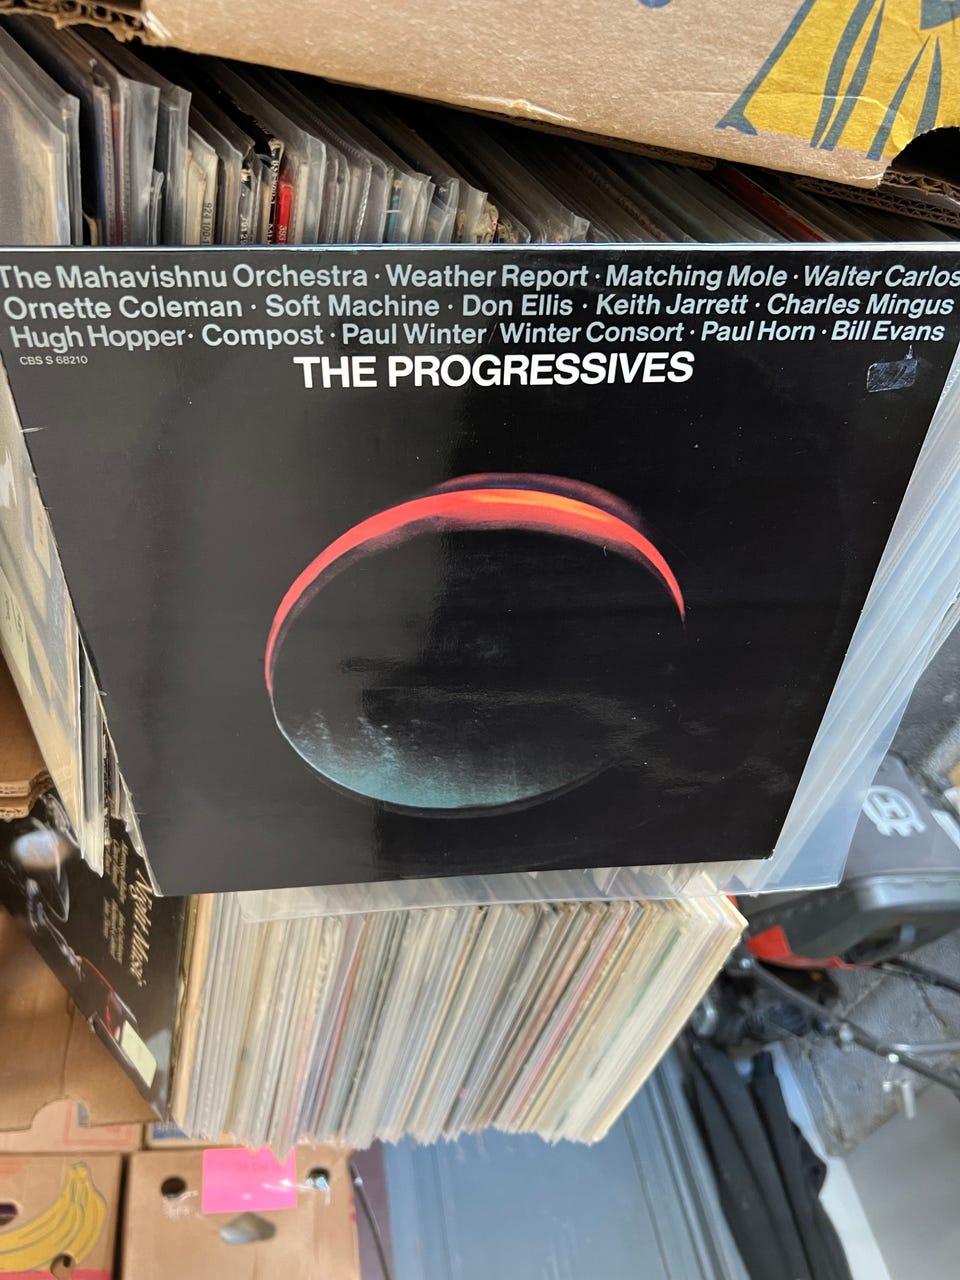 The Mahavishnu Orchestra · Weather Report · Matching Mole · Walter Carlos
Ornette Coleman · Soft Machine · Don Ellis · Keith Jarrett · Charles Mingus
Hugh Hopper · Compost · Paul Winter/Winter Consort · Paul Horn · Bill Evans
CBS S 68210
THE PROGRESSIVES